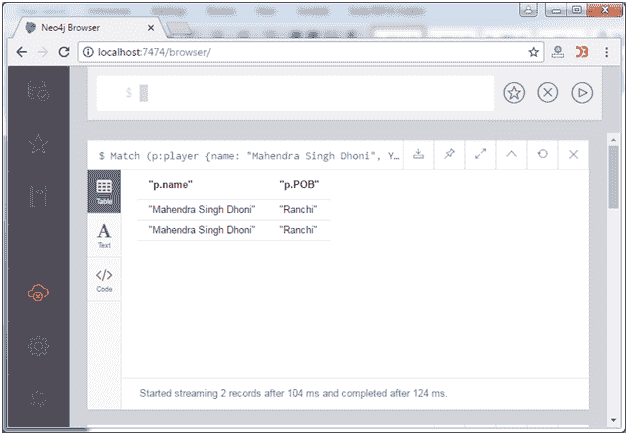 Neo4j Browser
localhost:7474/browser/
$
$ Match (p:player {name: "Mahendra Singh Dhoni", Y…
"p.name" "p.POB"
"Mahendra Singh Dhoni" "Ranchi"
"Mahendra Singh Dhoni" "Ranchi"
Table
A
Text
</>
Code
Started streaming 2 records after 104 ms and completed after 124 ms.